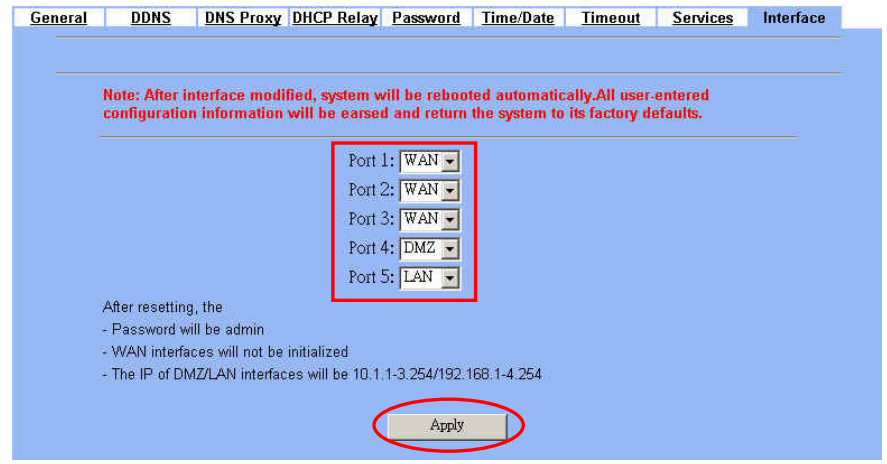 General DDNS DNS Proxy DHCP Relay Password Time/Date Timeout Services Interface
Note: After interface modified, system will be rebooted automatically.All user-entered
configuration information will be earsed and return the system to its factory defaults.
Port 1: WAN
Port 2: WAN
Port 3: WAN
Port 4: DMZ
Port 5: LAN
After resetting, the
- Password will be admin
- WAN interfaces will not be initialized
- The IP of DMZ/LAN interfaces will be 10.1.1-3.254/192.168.1-4.254
Apply